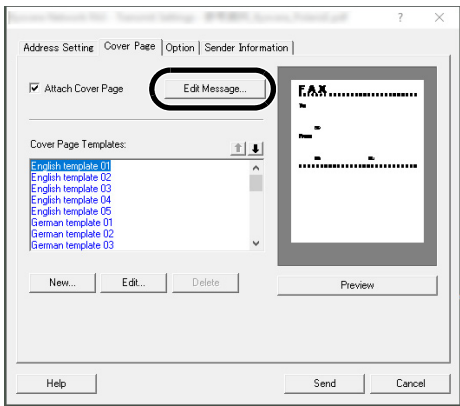 ? ×
Address Setting Cover Page Option Sender Information
Attach Cover Page
Edit Message...
FAX
To
From
Cover Page Templates:
English template 01
English template 02
English template 03
English template 04
English template 05
German template 01
German template 02
German template 03
New... Edit... Delete
Preview
Help Send Cancel